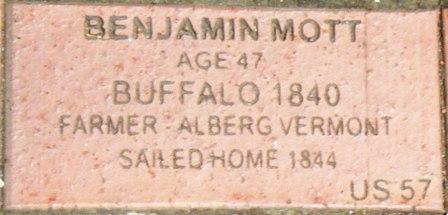 BENJAMIN MOTT
AGE 47
BUFFALO 1840
FARMER - ALBERG VERMONT
SAILED HOME 1844
US 57